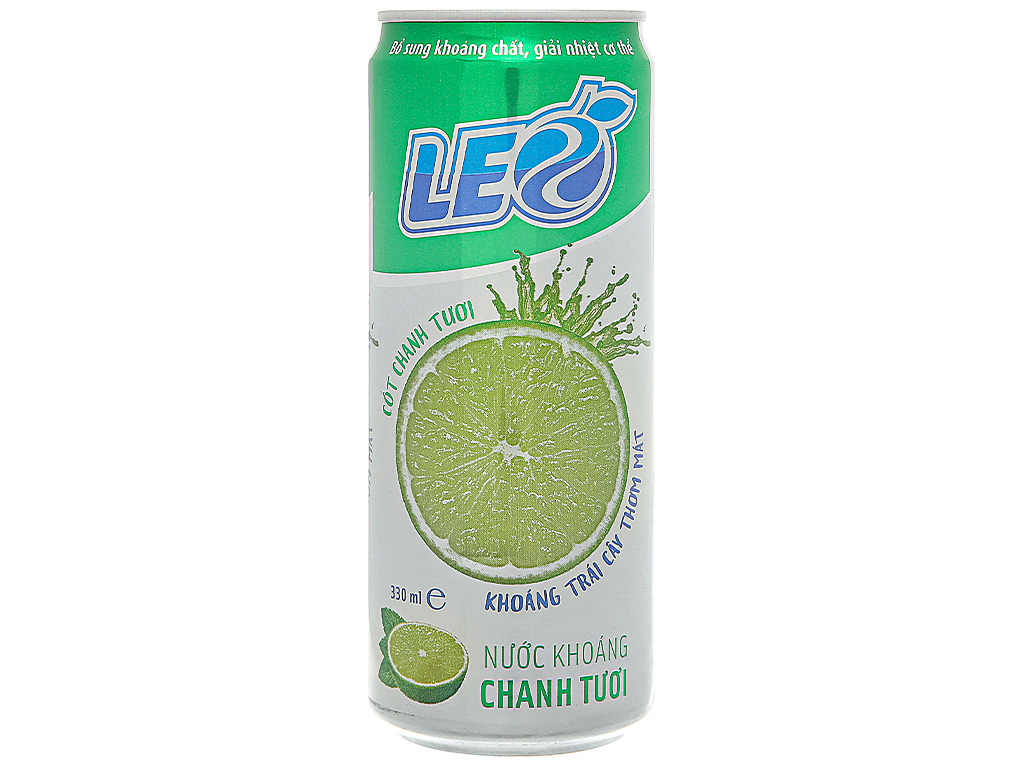 Bổ sung khoáng chất, giải nhiệt cơ thể
LEO
CỐT CHANH TƯƠI
KHOÁNG TRÁI CÂY THƠM MÁT
330 ml ℮
NƯỚC KHOÁNG
CHANH TƯƠI